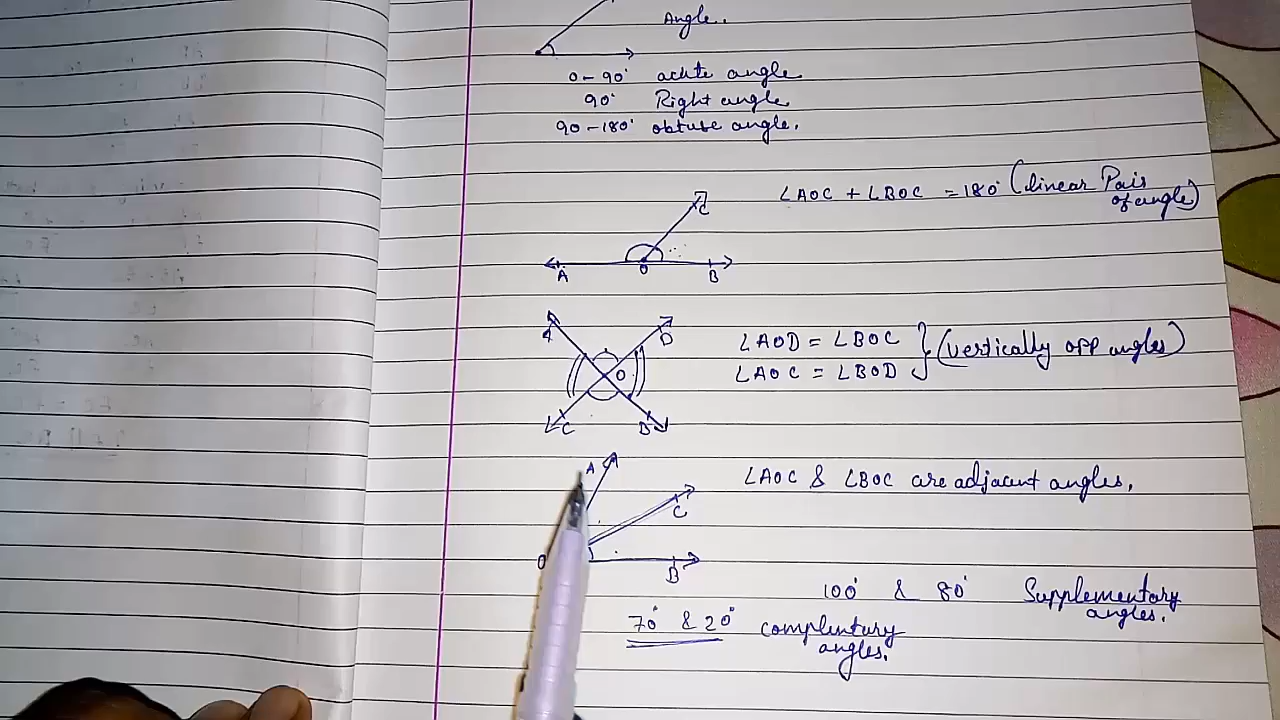 Angle.
0-90° acute angle
90° Right angle
90-180° obtuse angle.
∠AOC + ∠BOC = 180° (linear Pair
of angle)
C
A O B
A D
∠AOD = ∠BOC } (vertically opp angles)
∠AOC = ∠BOD
O
C B
A
∠AOC & ∠BOC are adjacent angles.
C
O B
100° & 80° Supplementary
angles.
70° & 20° complintury
angles.